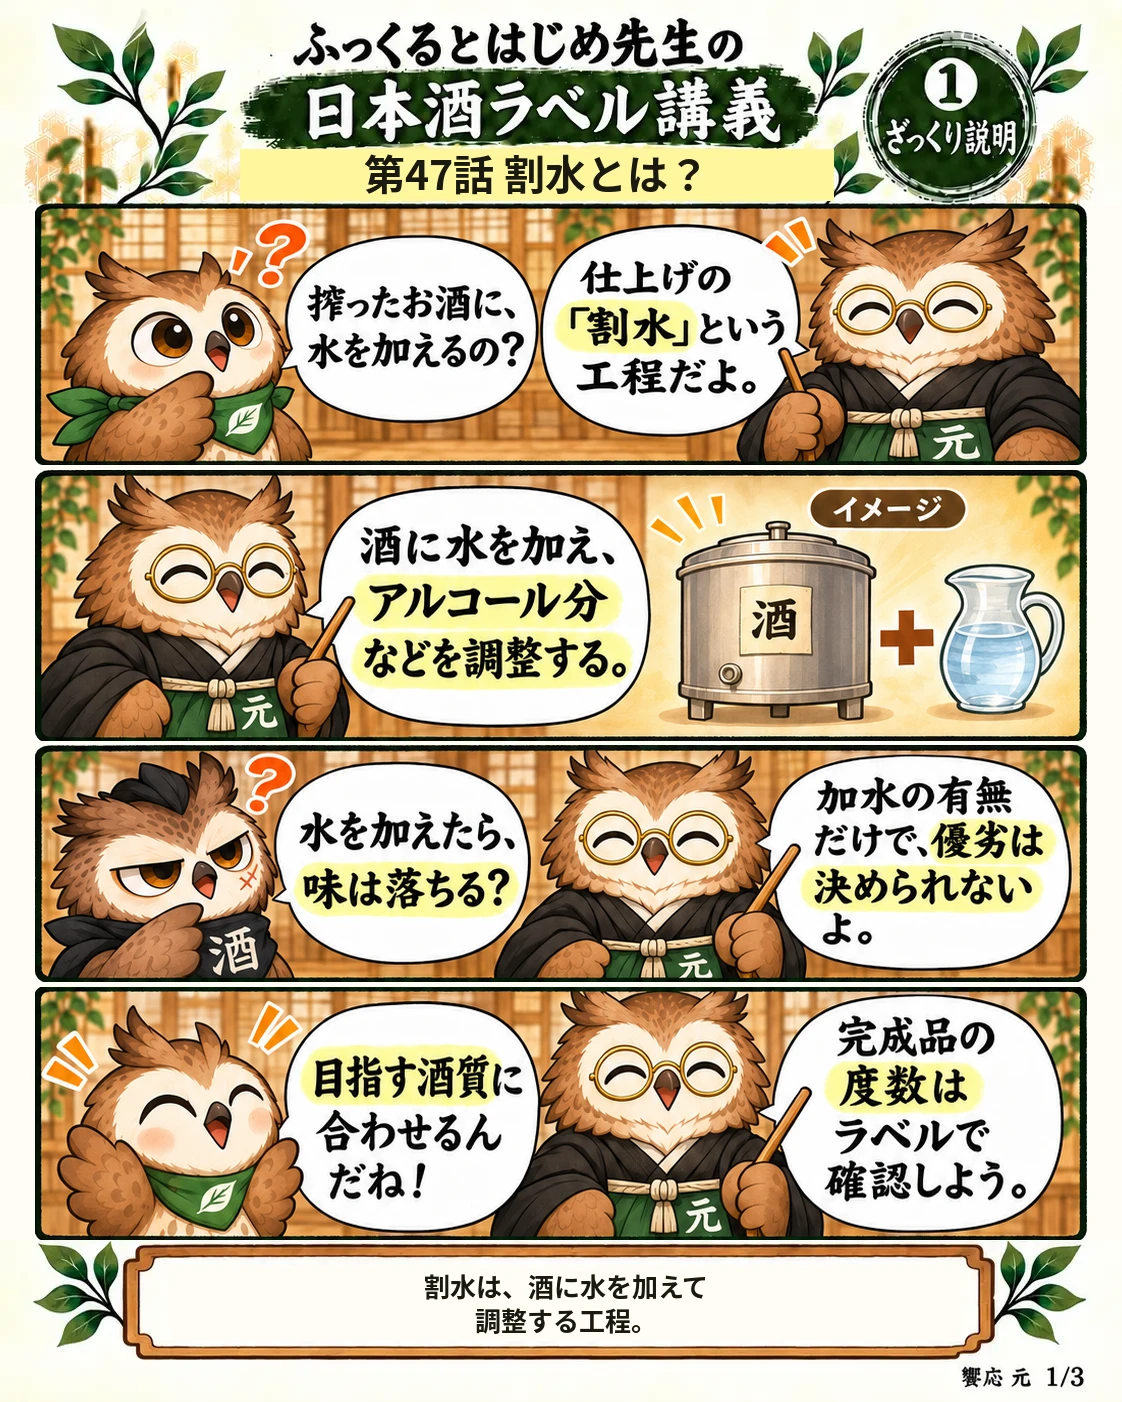 ふっくるとはじめ先生の
日本酒ラベル講義
1
ざっくり説明
第47話 割水とは？
?
搾ったお酒に、
水を加えるの?
仕上げの
「割水」という
工程だよ。
元
酒に水を加え、
アルコール分
などを調整する。
元
イメージ
酒
+
?
水を加えたら、
味は落ちる?
酒
加水の有無
だけで、優劣は
決められない
よ。
元
目指す酒質に
合わせるん
だね!
完成品の
度数は
ラベルで
確認しよう。
元
割水は、酒に水を加えて
調整する工程。
饗応 元 1/3